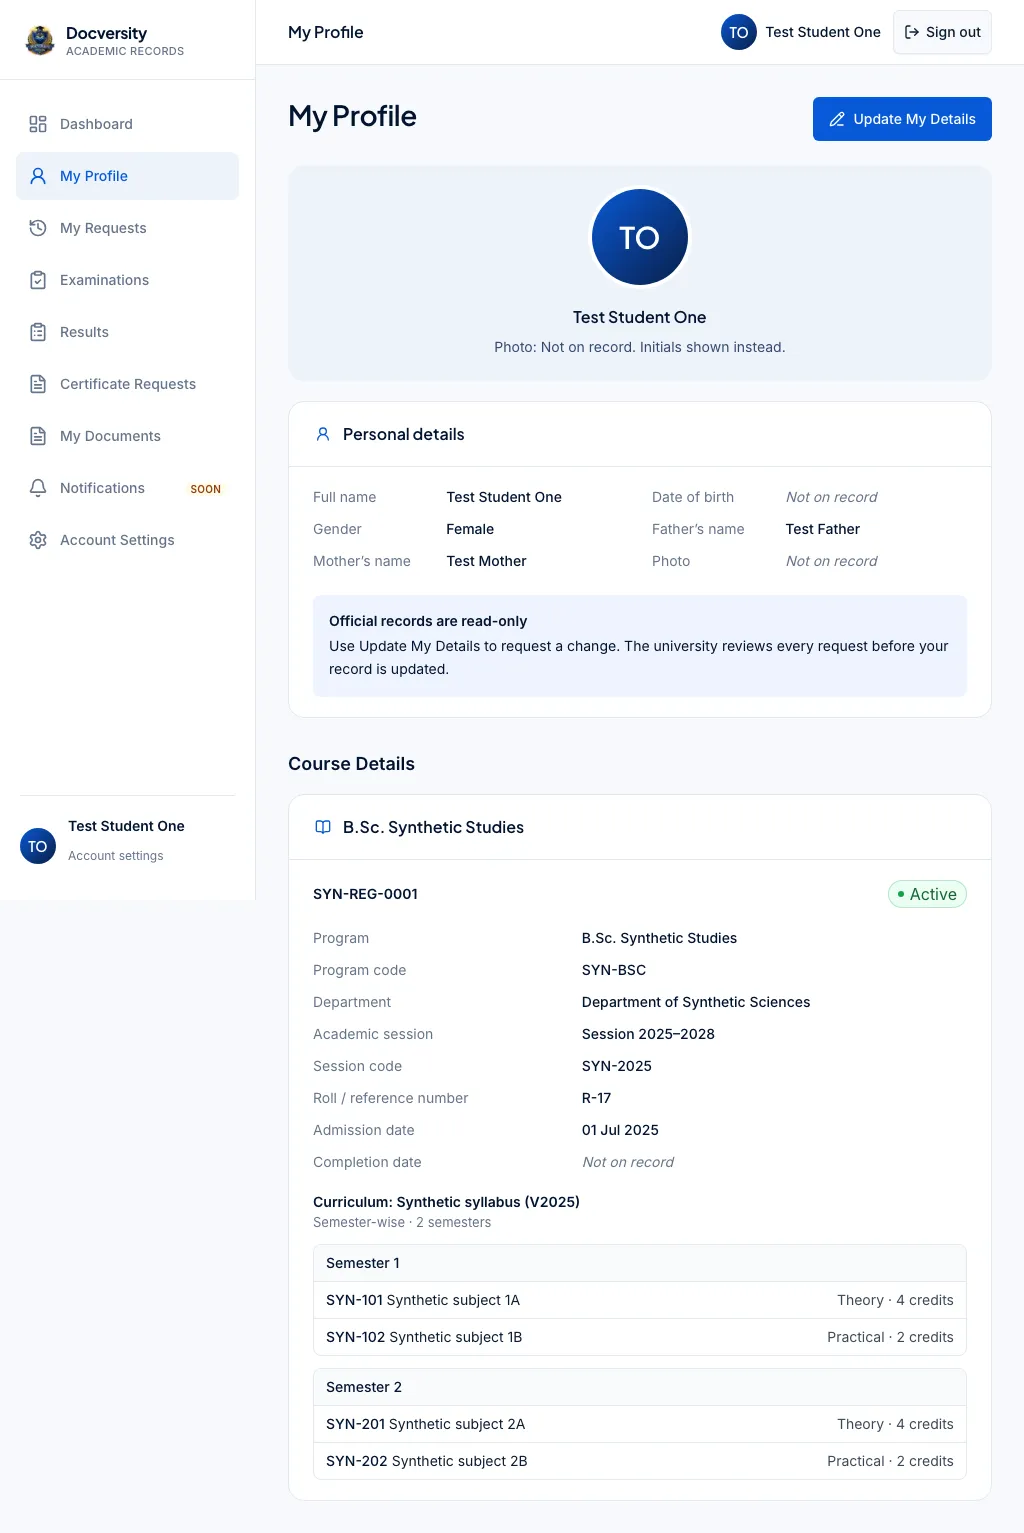 Docversity
ACADEMIC RECORDS
My Profile
TO
Test Student One
Sign out
Dashboard
My Profile
My Requests
Examinations
Results
Certificate Requests
My Documents
Notifications
SOON
Account Settings
TO
Test Student One
Account settings
My Profile
Update My Details
TO
Test Student One
Photo: Not on record. Initials shown instead.
Personal details
Full name Test Student One Date of birth Not on record
Gender Female Father’s name Test Father
Mother’s name Test Mother Photo Not on record
Official records are read-only
Use Update My Details to request a change. The university reviews every request before your
record is updated.
Course Details
B.Sc. Synthetic Studies
SYN-REG-0001 Active
Program B.Sc. Synthetic Studies
Program code SYN-BSC
Department Department of Synthetic Sciences
Academic session Session 2025–2028
Session code SYN-2025
Roll / reference number R-17
Admission date 01 Jul 2025
Completion date Not on record
Curriculum: Synthetic syllabus (V2025)
Semester-wise · 2 semesters
Semester 1
SYN-101 Synthetic subject 1A Theory · 4 credits
SYN-102 Synthetic subject 1B Practical · 2 credits
Semester 2
SYN-201 Synthetic subject 2A Theory · 4 credits
SYN-202 Synthetic subject 2B Practical · 2 credits